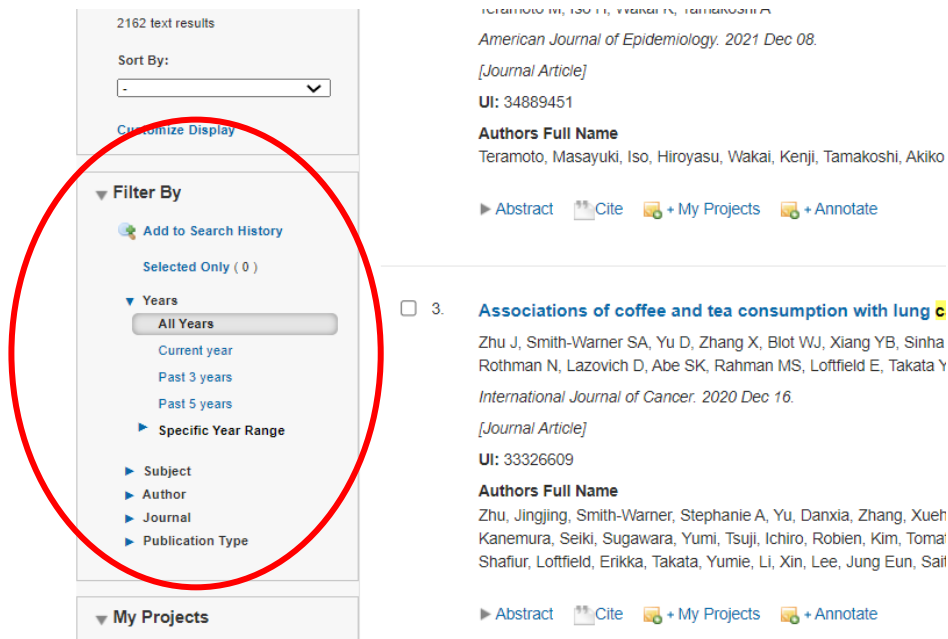 2162 text results
Sort By:
-
Customize Display
Filter By
Add to Search History
Selected Only ( 0 )
Years
All Years
Current year
Past 3 years
Past 5 years
Specific Year Range
Subject
Author
Journal
Publication Type
My Projects
Teramoto M, Iso H, Wakai K, Tamakoshi A
American Journal of Epidemiology. 2021 Dec 08.
[Journal Article]
UI: 34889451
Authors Full Name
Teramoto, Masayuki, Iso, Hiroyasu, Wakai, Kenji, Tamakoshi, Akiko
Abstract Cite + My Projects + Annotate
3.
Associations of coffee and tea consumption with lung c
Zhu J, Smith-Warner SA, Yu D, Zhang X, Blot WJ, Xiang YB, Sinha
Rothman N, Lazovich D, Abe SK, Rahman MS, Loftfield E, Takata Y
International Journal of Cancer. 2020 Dec 16.
[Journal Article]
UI: 33326609
Authors Full Name
Zhu, Jingjing, Smith-Warner, Stephanie A, Yu, Danxia, Zhang, Xueh
Kanemura, Seiki, Sugawara, Yumi, Tsuji, Ichiro, Robien, Kim, Tomat
Shafiur, Loftfield, Erikka, Takata, Yumie, Li, Xin, Lee, Jung Eun, Sait
Abstract Cite + My Projects + Annotate